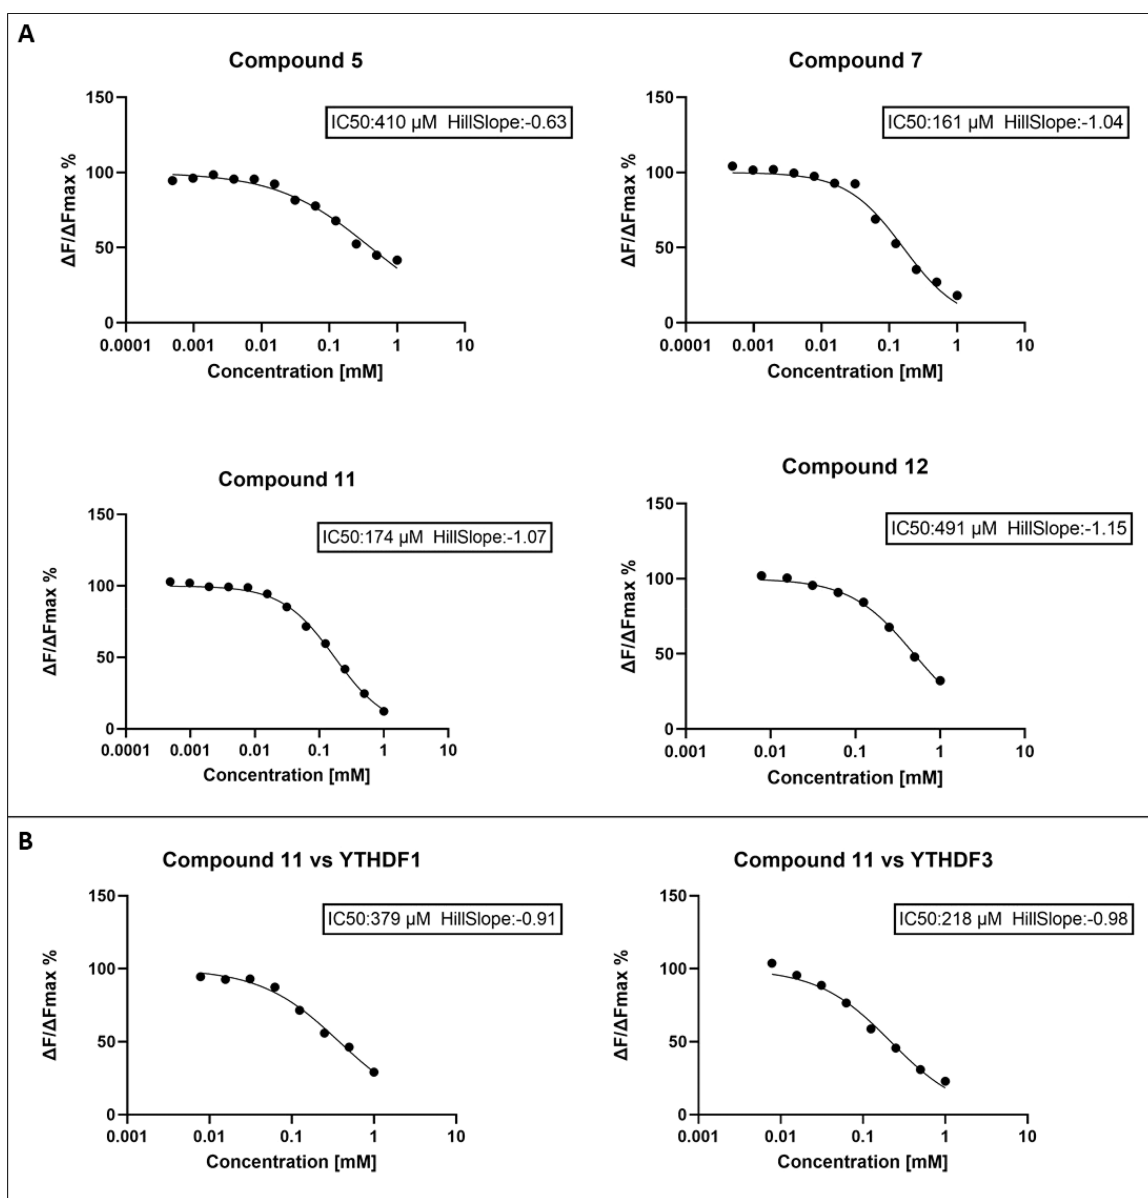 A
Compound 5
IC50:410 µM HillSlope:-0.63
150
100
50
0
ΔF/ΔFmax %
0.0001 0.001 0.01 0.1 1 10
Concentration [mM]
Compound 7
IC50:161 µM HillSlope:-1.04
150
100
50
0
ΔF/ΔFmax %
0.0001 0.001 0.01 0.1 1 10
Concentration [mM]
Compound 11
IC50:174 µM HillSlope:-1.07
150
100
50
0
ΔF/ΔFmax %
0.0001 0.001 0.01 0.1 1 10
Concentration [mM]
Compound 12
IC50:491 µM HillSlope:-1.15
150
100
50
0
ΔF/ΔFmax %
0.001 0.01 0.1 1 10
Concentration [mM]
B
Compound 11 vs YTHDF1
IC50:379 µM HillSlope:-0.91
150
100
50
0
ΔF/ΔFmax %
0.001 0.01 0.1 1 10
Concentration [mM]
Compound 11 vs YTHDF3
IC50:218 µM HillSlope:-0.98
150
100
50
0
ΔF/ΔFmax %
0.001 0.01 0.1 1 10
Concentration [mM]